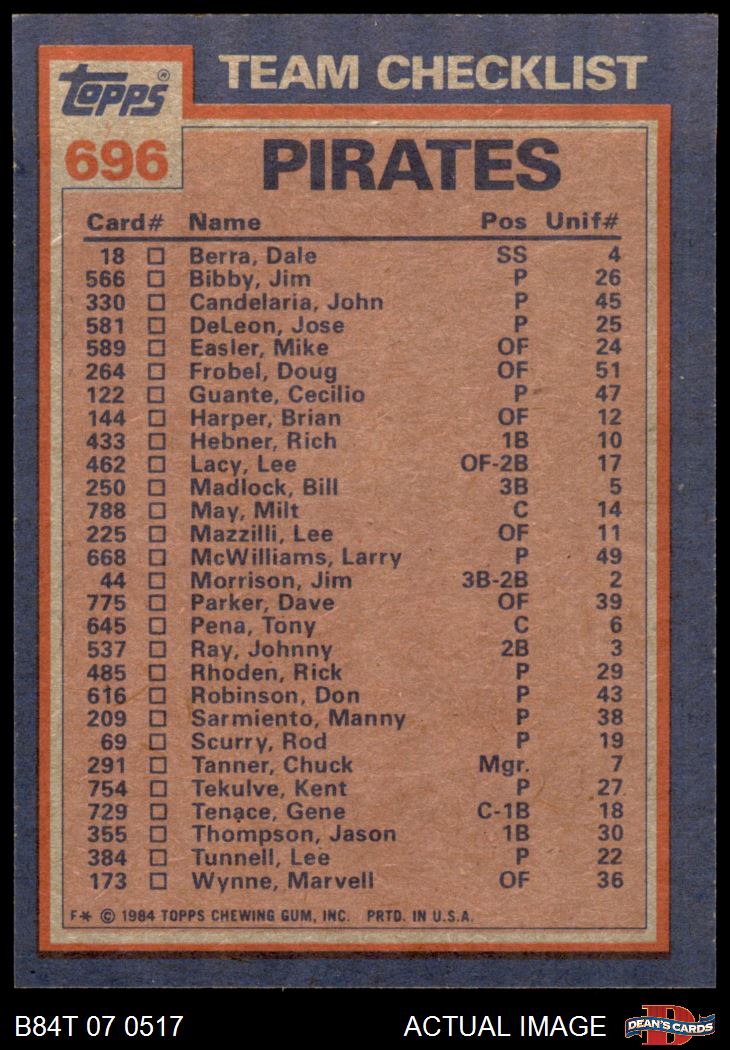 Topps® TEAM CHECKLIST
696 PIRATES
Card# Name Pos Unif#
18 Berra, Dale SS 4
566 Bibby, Jim P 26
330 Candelaria, John P 45
581 DeLeon, Jose P 25
589 Easler, Mike OF 24
264 Frobel, Doug OF 51
122 Guante, Cecilio P 47
144 Harper, Brian OF 12
433 Hebner, Rich 1B 10
462 Lacy, Lee OF-2B 17
250 Madlock, Bill 3B 5
788 May, Milt C 14
225 Mazzilli, Lee OF 11
668 McWilliams, Larry P 49
44 Morrison, Jim 3B-2B 2
775 Parker, Dave OF 39
645 Pena, Tony C 6
537 Ray, Johnny 2B 3
485 Rhoden, Rick P 29
616 Robinson, Don P 43
209 Sarmiento, Manny P 38
69 Scurry, Rod P 19
291 Tanner, Chuck Mgr. 7
754 Tekulve, Kent P 27
729 Tenace, Gene C-1B 18
355 Thompson, Jason 1B 30
384 Tunnell, Lee P 22
173 Wynne, Marvell OF 36
F* © 1984 TOPPS CHEWING GUM, INC. PRTD. IN U.S.A.
B84T 07 0517 ACTUAL IMAGE D DEAN'S CARDS